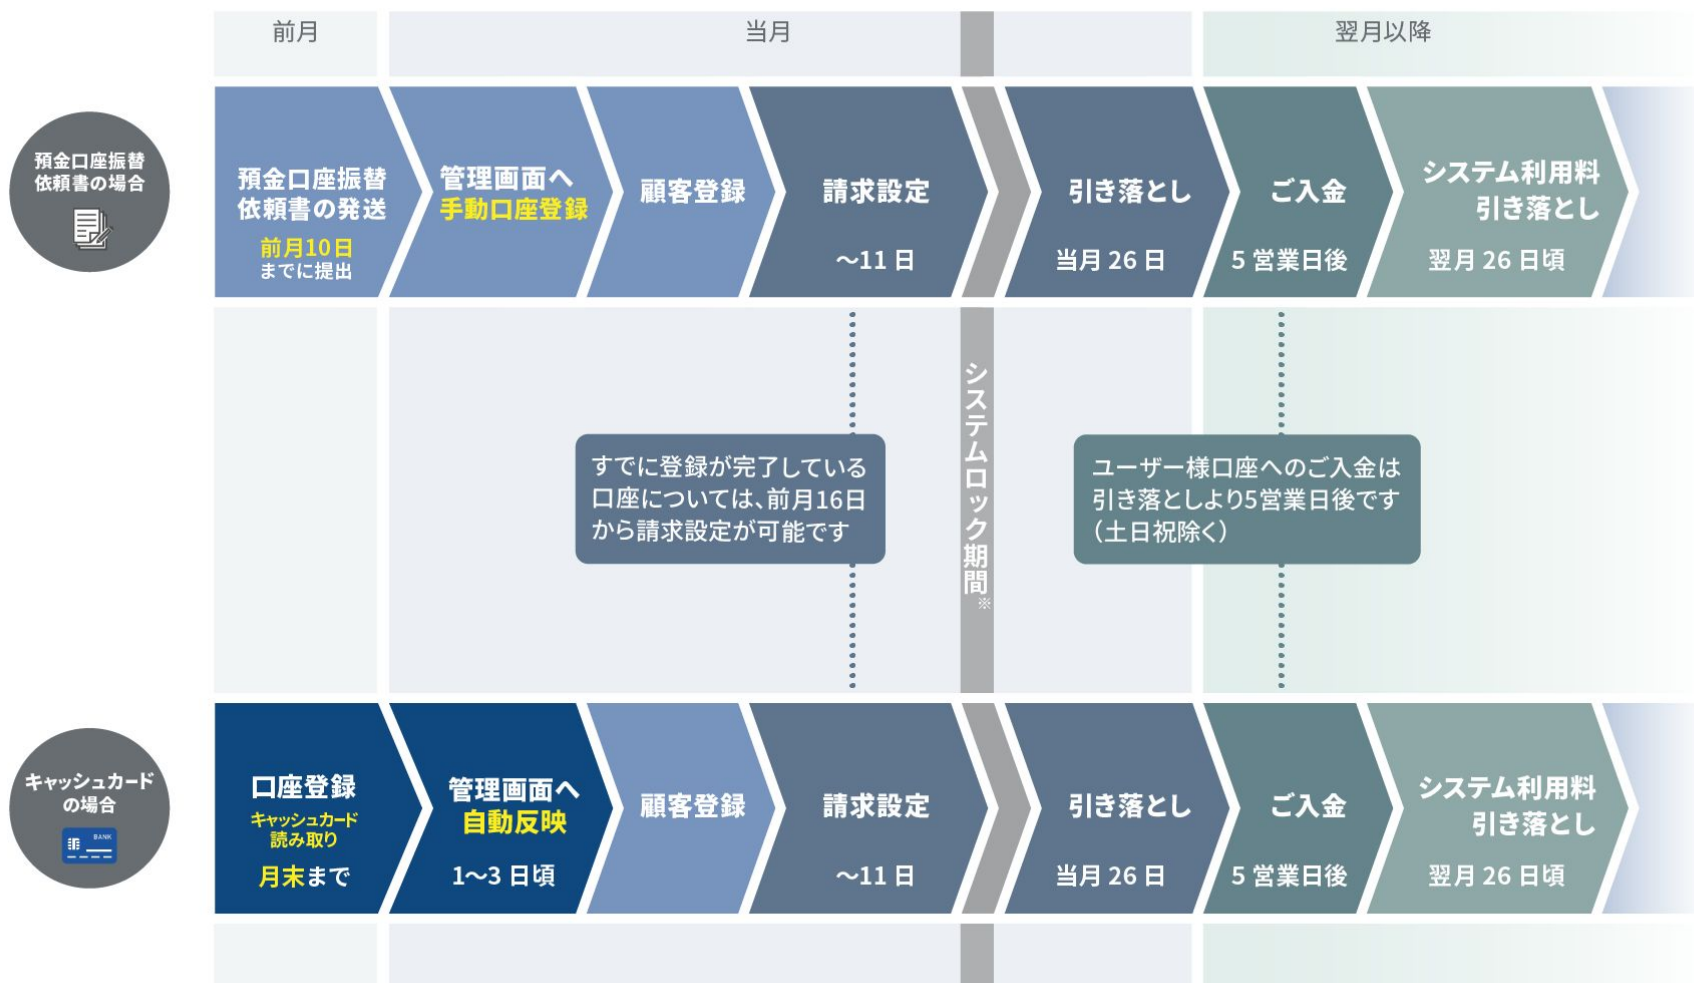 前月
当月
翌月以降
預金口座振替
依頼書の場合
預金口座振替
依頼書の発送
前月10日
までに提出
管理画面へ
手動口座登録
顧客登録
請求設定
〜11日
引き落とし
当月26日
ご入金
5営業日後
システム利用料
引き落とし
翌月26日頃
すでに登録が完了している
口座については、前月16日
から請求設定が可能です
システムロック期間※
ユーザー様口座へのご入金は
引き落としより5営業日後です
（土日祝除く）
キャッシュカード
の場合
BANK
口座登録
キャッシュカード
読み取り
月末まで
管理画面へ
自動反映
1〜3日頃
顧客登録
請求設定
〜11日
引き落とし
当月26日
ご入金
5営業日後
システム利用料
引き落とし
翌月26日頃